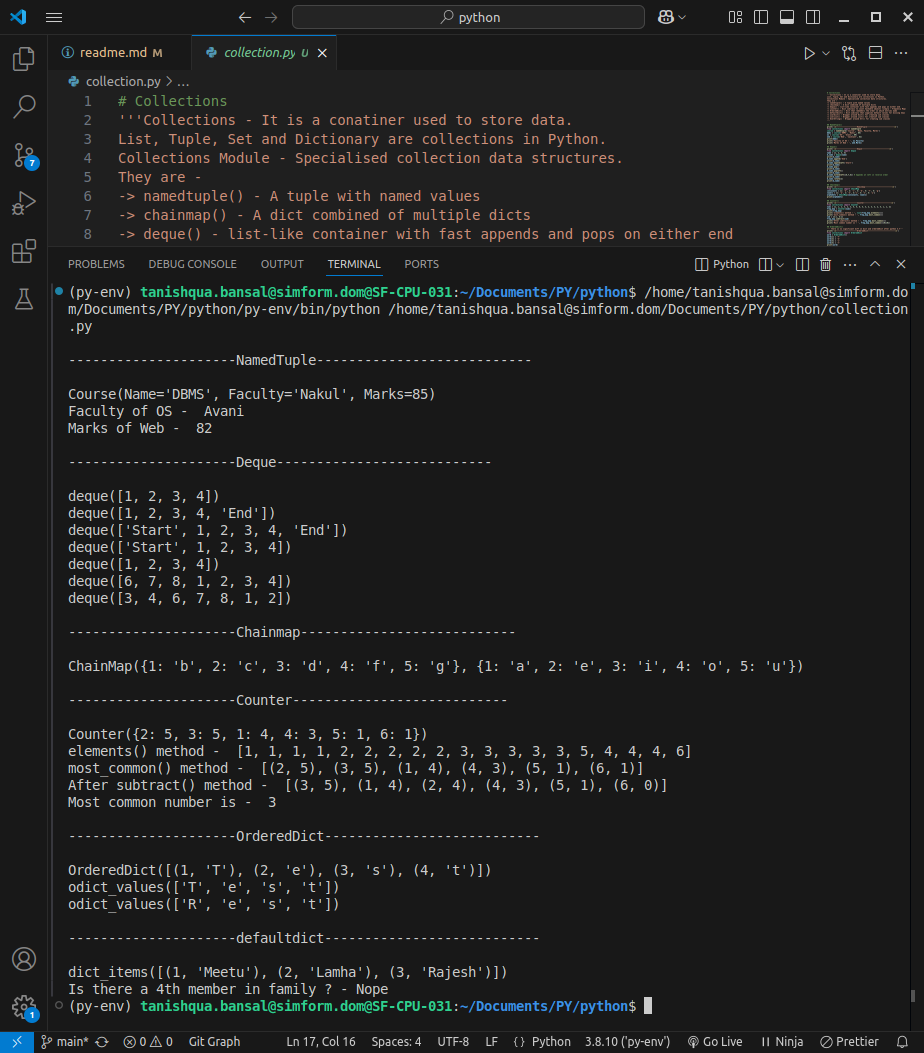 python
readme.md M
collection.py U
collection.py > ...
1 # Collections
2 '''Collections - It is a conatiner used to store data.
3 List, Tuple, Set and Dictionary are collections in Python.
4 Collections Module - Specialised collection data structures.
5 They are -
6 -> namedtuple() - A tuple with named values
7 -> chainmap() - A dict combined of multiple dicts
8 -> deque() - list-like container with fast appends and pops on either end
7
PROBLEMS DEBUG CONSOLE OUTPUT TERMINAL PORTS Python
(py-env) tanishqua.bansal@simform.dom@SF-CPU-031:~/Documents/PY/python$ /home/tanishqua.bansal@simform.do
m/Documents/PY/python/py-env/bin/python /home/tanishqua.bansal@simform.dom/Documents/PY/python/collection
.py
---------------------NamedTuple---------------------------
Course(Name='DBMS', Faculty='Nakul', Marks=85)
Faculty of OS -  Avani
Marks of Web -  82
---------------------Deque---------------------------
deque([1, 2, 3, 4])
deque([1, 2, 3, 4, 'End'])
deque(['Start', 1, 2, 3, 4, 'End'])
deque(['Start', 1, 2, 3, 4])
deque([1, 2, 3, 4])
deque([6, 7, 8, 1, 2, 3, 4])
deque([3, 4, 6, 7, 8, 1, 2])
---------------------Chainmap---------------------------
ChainMap({1: 'b', 2: 'c', 3: 'd', 4: 'f', 5: 'g'}, {1: 'a', 2: 'e', 3: 'i', 4: 'o', 5: 'u'})
---------------------Counter---------------------------
Counter({2: 5, 3: 5, 1: 4, 4: 3, 5: 1, 6: 1})
elements() method -  [1, 1, 1, 1, 2, 2, 2, 2, 2, 3, 3, 3, 3, 3, 5, 4, 4, 4, 6]
most_common() method -  [(2, 5), (3, 5), (1, 4), (4, 3), (5, 1), (6, 1)]
After subtract() method -  [(3, 5), (1, 4), (2, 4), (4, 3), (5, 1), (6, 0)]
Most common number is -  3
---------------------OrderedDict---------------------------
OrderedDict([(1, 'T'), (2, 'e'), (3, 's'), (4, 't')])
odict_values(['T', 'e', 's', 't'])
odict_values(['R', 'e', 's', 't'])
---------------------defaultdict---------------------------
dict_items([(1, 'Meetu'), (2, 'Lamha'), (3, 'Rajesh')])
Is there a 4th member in family ? - Nope
(py-env) tanishqua.bansal@simform.dom@SF-CPU-031:~/Documents/PY/python$
1
main* 0 0 Git Graph Ln 17, Col 16 Spaces: 4 UTF-8 LF { } Python 3.8.10 ('py-env') Go Live Ninja Prettier